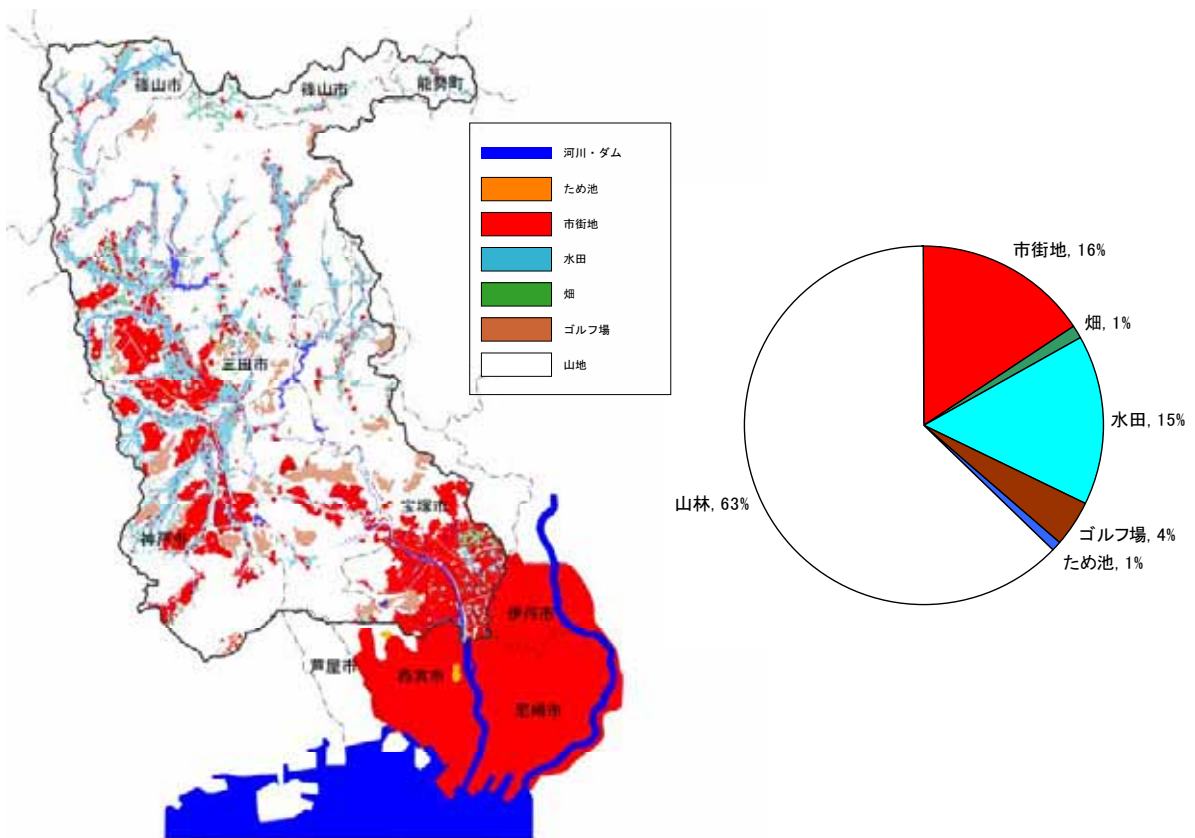 篠山市
篠山市
能勢町
三田市
宝塚市
神戸市
伊丹市
芦屋市
西宮市
尼崎市
河川・ダム
ため池
市街地
水田
畑
ゴルフ場
山地
市街地, 16%
畑, 1%
水田, 15%
ゴルフ場, 4%
ため池, 1%
山林, 63%